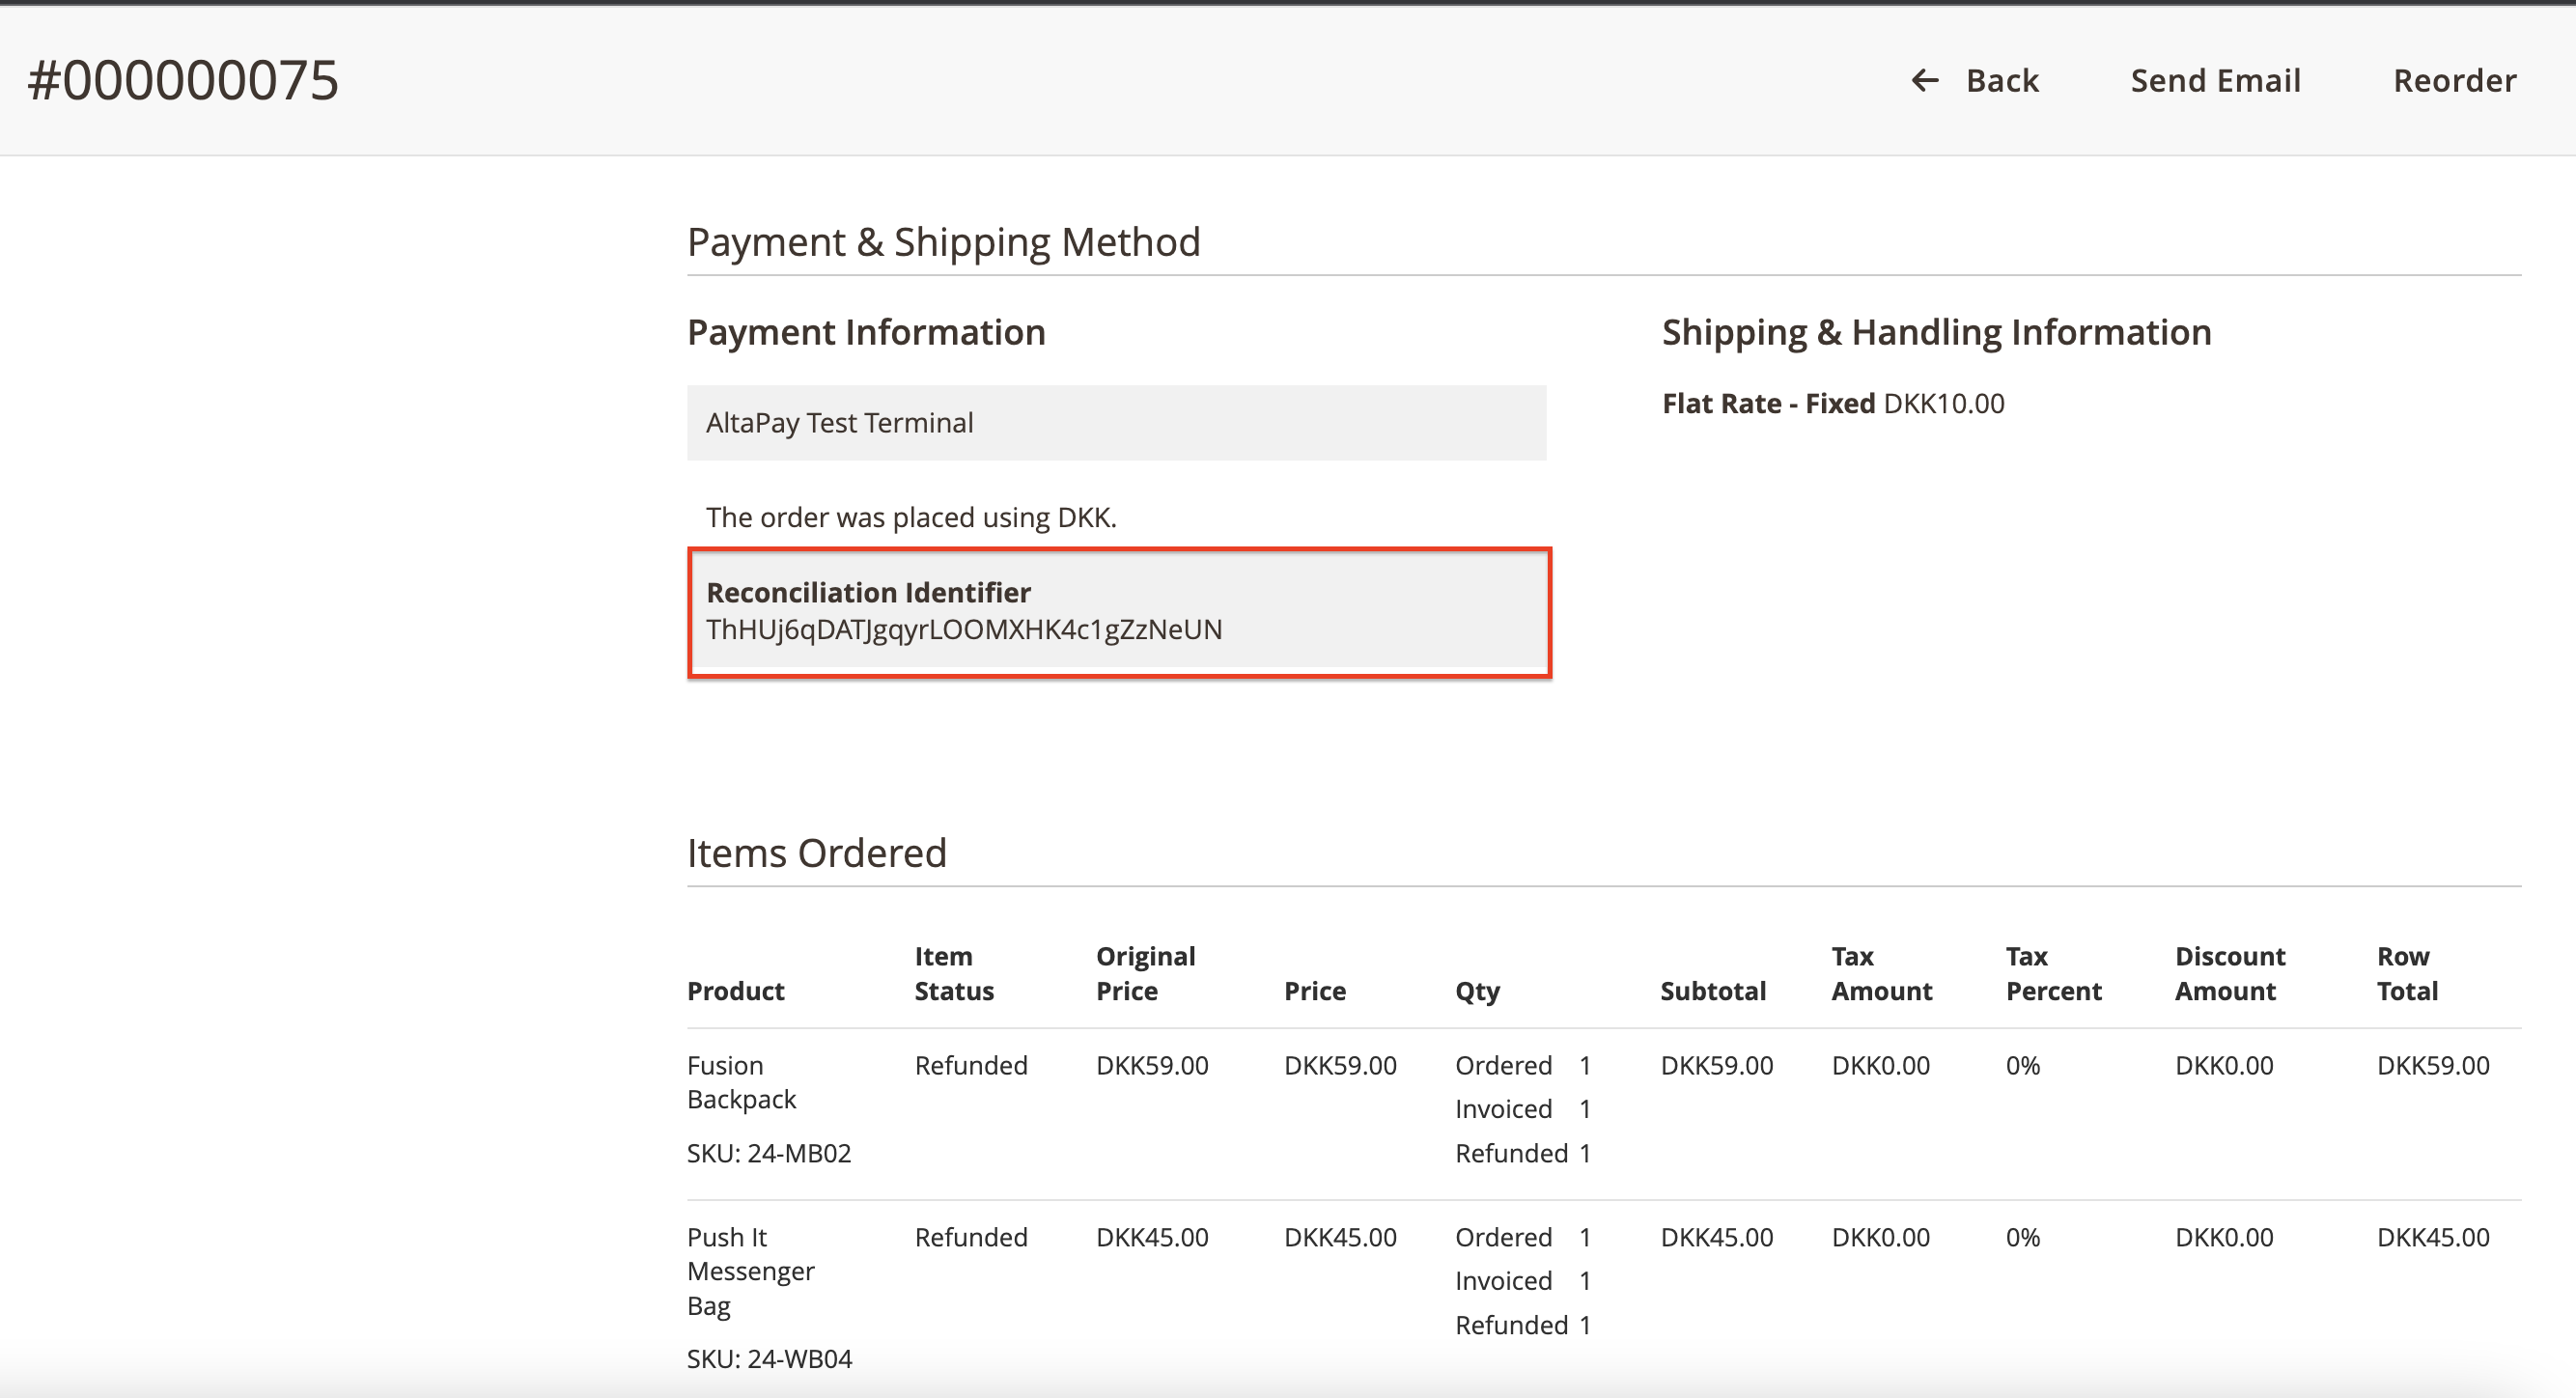 #000000075
← Back Send Email Reorder
Payment & Shipping Method
Payment Information
AltaPay Test Terminal
The order was placed using DKK.
Reconciliation Identifier
ThHUj6qDATJgqyrLOOMXHK4c1gZzNeUN
Shipping & Handling Information
Flat Rate - Fixed DKK10.00
Items Ordered
Product Item Status Original Price Price Qty Subtotal Tax Amount Tax Percent Discount Amount Row Total
Fusion Backpack Refunded DKK59.00 DKK59.00 Ordered 1 DKK59.00 DKK0.00 0% DKK0.00 DKK59.00
Invoiced 1
SKU: 24-MB02 Refunded 1
Push It Messenger Bag Refunded DKK45.00 DKK45.00 Ordered 1 DKK45.00 DKK0.00 0% DKK0.00 DKK45.00
Invoiced 1
Refunded 1
SKU: 24-WB04